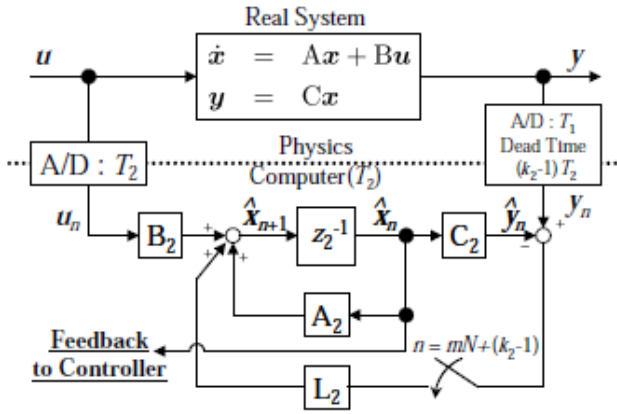 Real System
u
ẋ = Ax + Bu
y = Cx
y
A/D : T₂
Physics
Computer(T₂)
A/D : T₁
Dead Time
(k₂-1) T₂
uₙ
B₂
+
+
+
x̂ₙ₊₁
z₂⁻¹
x̂ₙ
C₂
ŷₙ
yₙ
+
−
A₂
Feedback
to Controller
n = mN+(k₂-1)
L₂